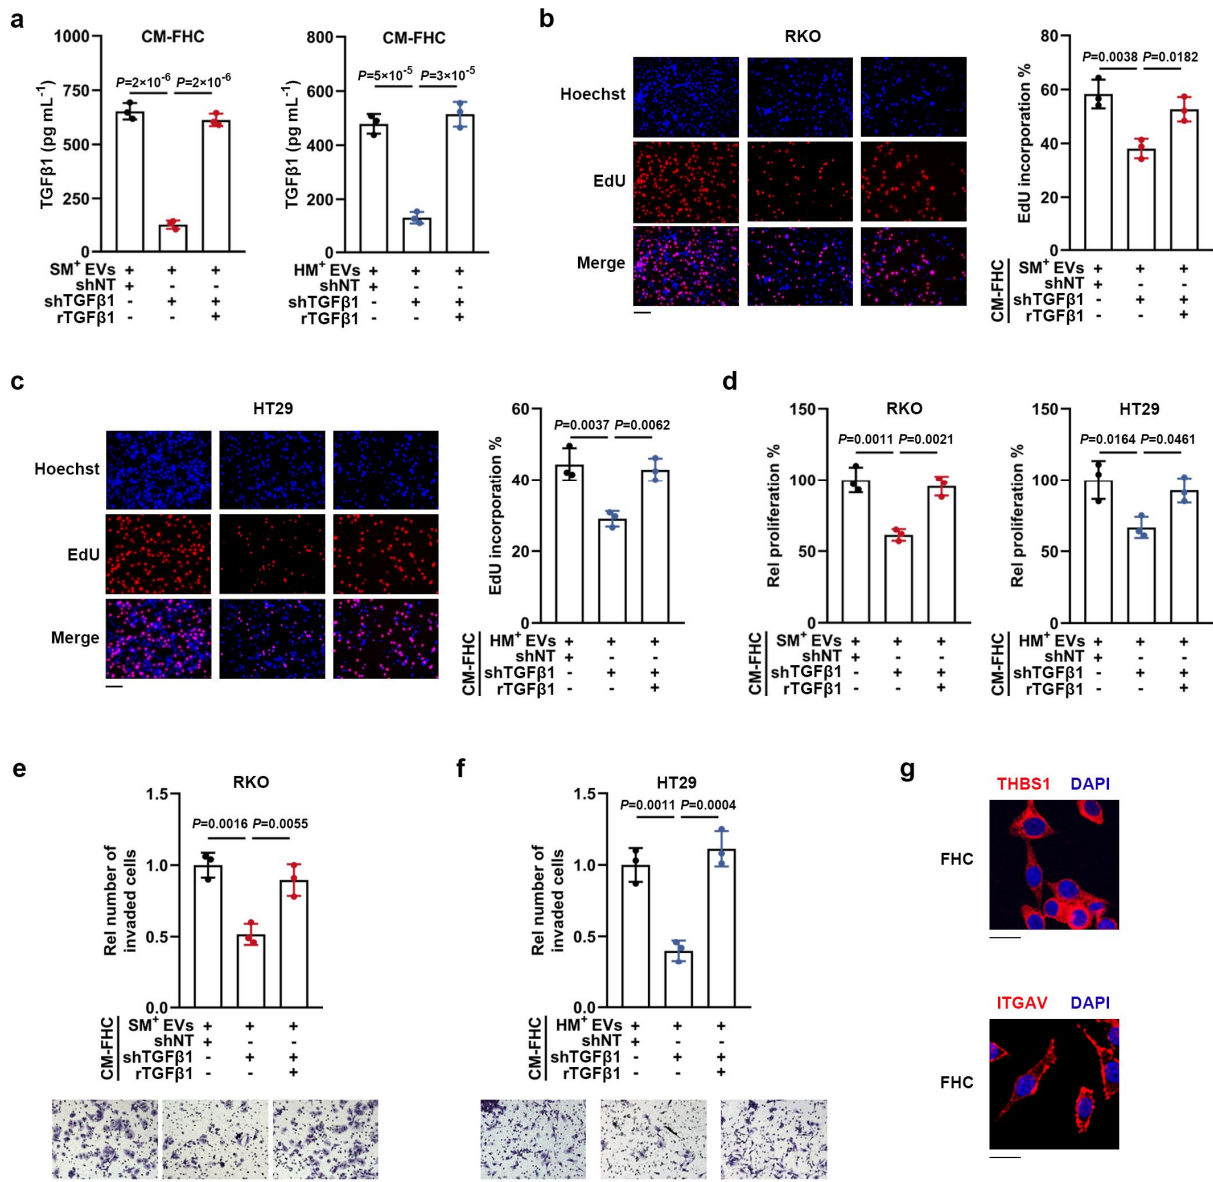 a
CM-FHC
1000
750
500
250
0
TGFβ1 (pg mL-1)
P=2×10-6 P=2×10-6
SM+ EVs + + +
shNT + - -
shTGFβ1 - + +
rTGFβ1 - - +
CM-FHC
800
600
400
200
0
TGFβ1 (pg mL-1)
P=5×10-5 P=3×10-5
HM+ EVs + + +
shNT + - -
shTGFβ1 - + +
rTGFβ1 - - +
b
RKO
Hoechst
EdU
Merge
80
60
40
20
0
EdU incorporation %
P=0.0038 P=0.0182
CM-FHC
SM+ EVs + + +
shNT + - -
shTGFβ1 - + +
rTGFβ1 - - +
c
HT29
Hoechst
EdU
Merge
60
40
20
0
EdU incorporation %
P=0.0037 P=0.0062
CM-FHC
HM+ EVs + + +
shNT + - -
shTGFβ1 - + +
rTGFβ1 - - +
d
RKO
150
100
50
0
Rel proliferation %
P=0.0011 P=0.0021
CM-FHC
SM+ EVs + + +
shNT + - -
shTGFβ1 - + +
rTGFβ1 - - +
HT29
150
100
50
0
Rel proliferation %
P=0.0164 P=0.0461
CM-FHC
HM+ EVs + + +
shNT + - -
shTGFβ1 - + +
rTGFβ1 - - +
e
RKO
1.5
1.0
0.5
0.0
Rel number of
invaded cells
P=0.0016 P=0.0055
CM-FHC
SM+ EVs + + +
shNT + - -
shTGFβ1 - + +
rTGFβ1 - - +
f
HT29
1.5
1.0
0.5
0.0
Rel number of
invaded cells
P=0.0011 P=0.0004
CM-FHC
HM+ EVs + + +
shNT + - -
shTGFβ1 - + +
rTGFβ1 - - +
g
THBS1 DAPI
FHC
ITGAV DAPI
FHC